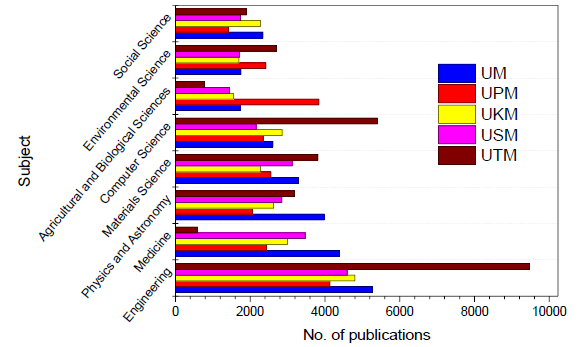 Social Science
Environmental Science
Agricultural and Biological Sciences
Computer Science
Materials Science
Physics and Astronomy
Medicine
Engineering
Subject
UM
UPM
UKM
USM
UTM
0 2000 4000 6000 8000 10000
No. of publications